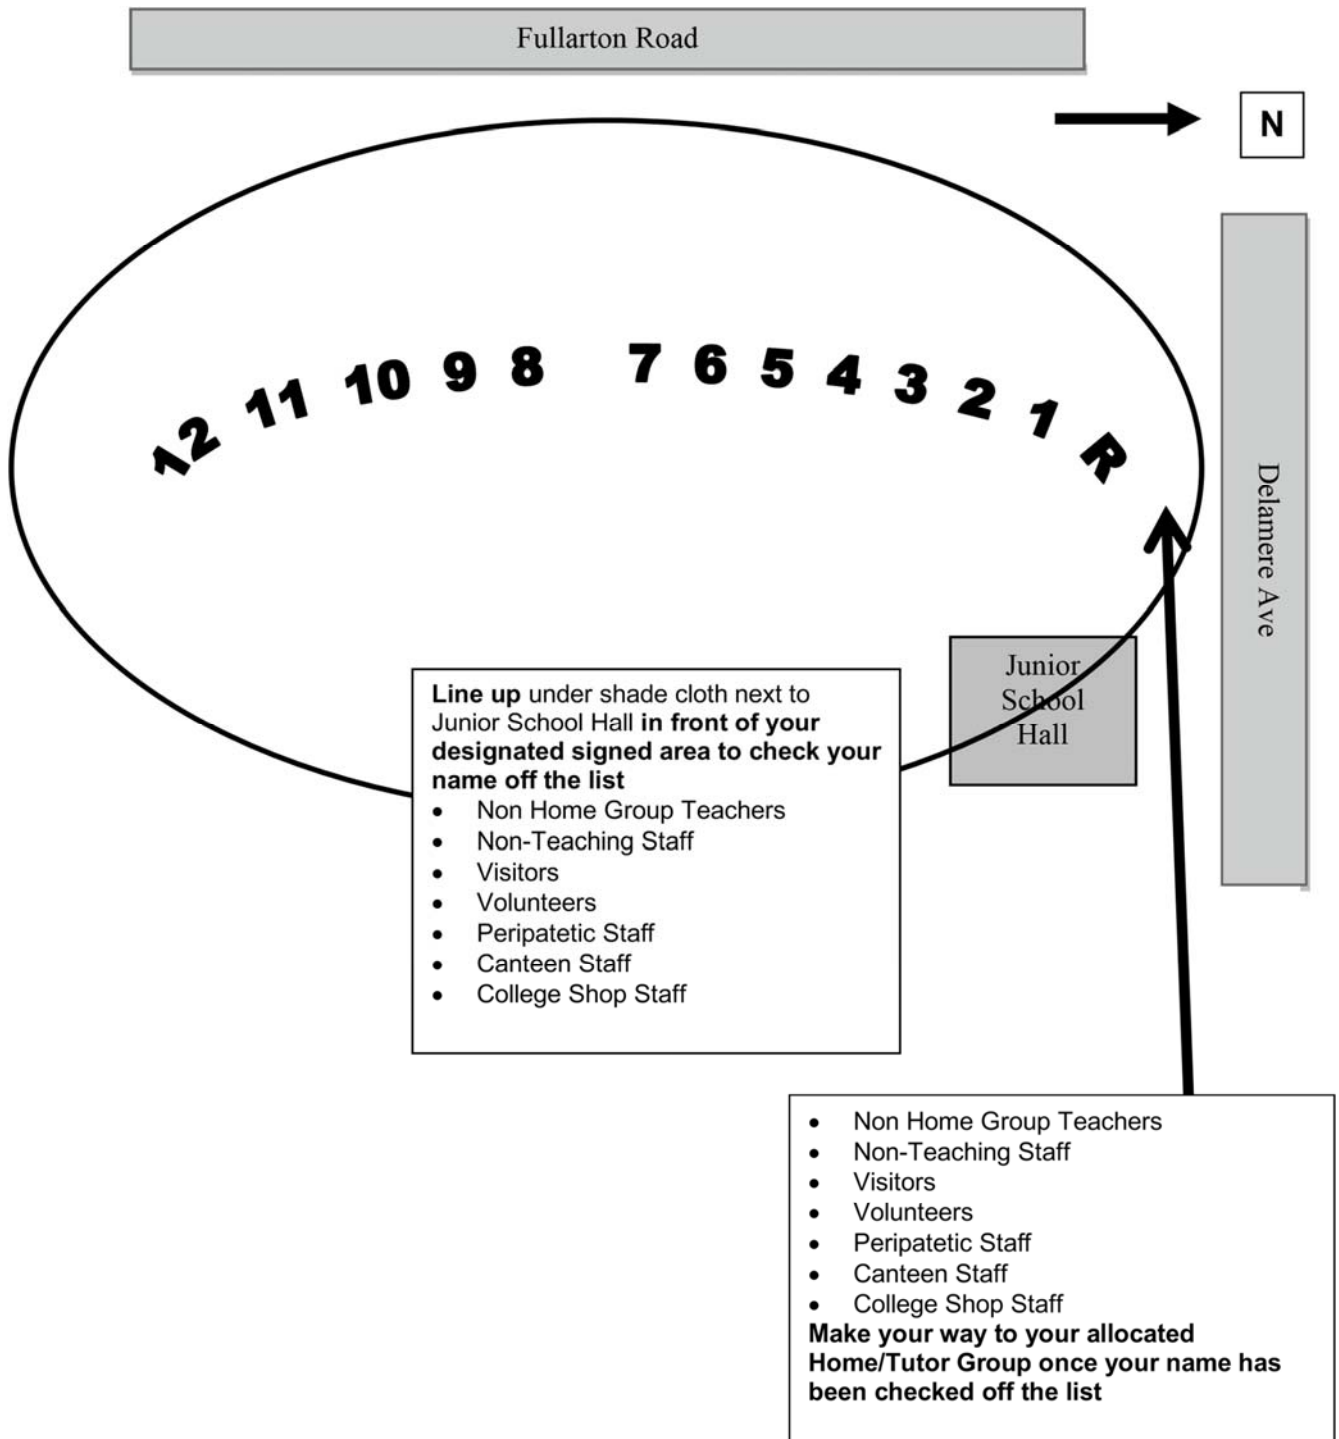 Fullarton Road
N
12 11 10 9 8 7 6 5 4 3 2 1 R
Delamere Ave
Junior
School
Hall
Line up under shade cloth next to
Junior School Hall in front of your
designated signed area to check your
name off the list
• Non Home Group Teachers
• Non-Teaching Staff
• Visitors
• Volunteers
• Peripatetic Staff
• Canteen Staff
• College Shop Staff
• Non Home Group Teachers
• Non-Teaching Staff
• Visitors
• Volunteers
• Peripatetic Staff
• Canteen Staff
• College Shop Staff
Make your way to your allocated
Home/Tutor Group once your name has
been checked off the list